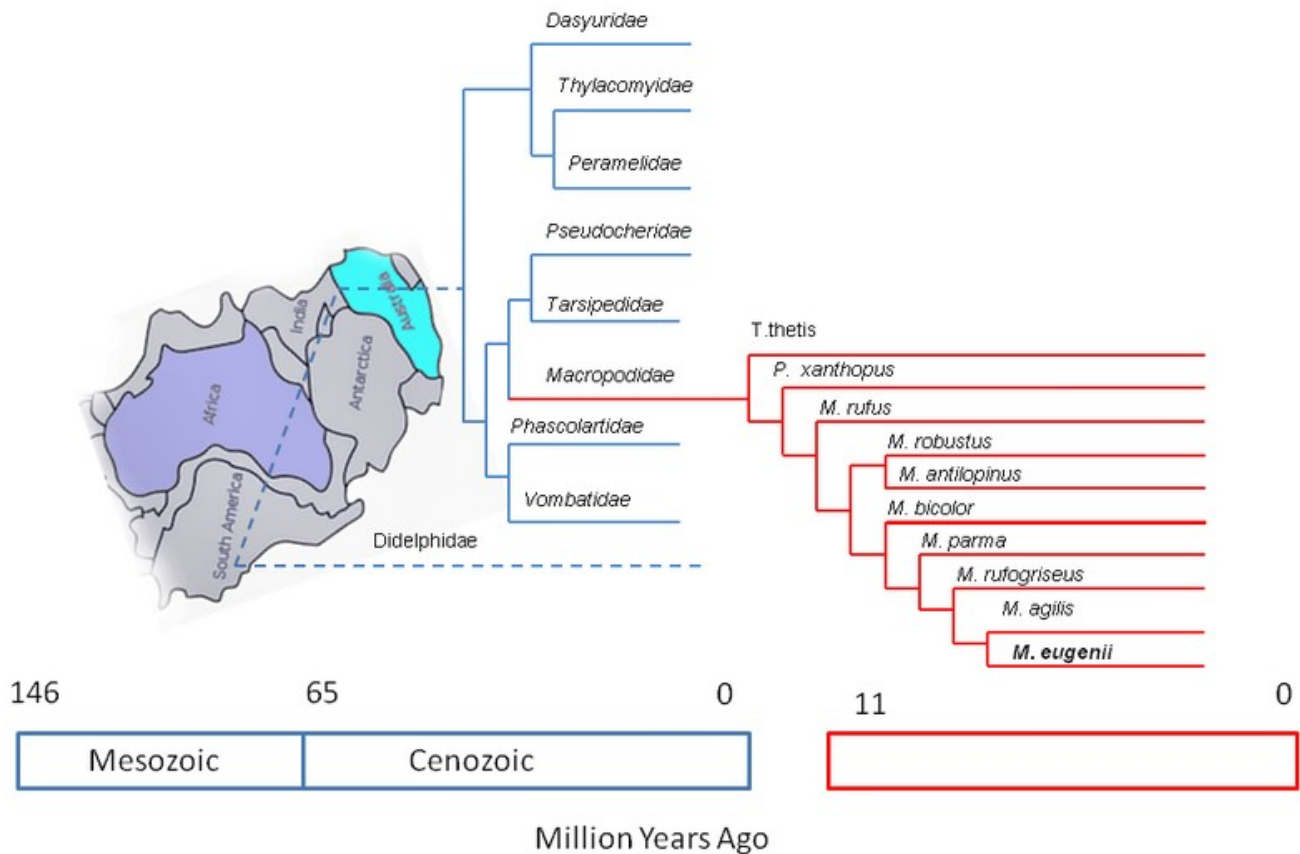 Dasyuridae
Thylacomyidae
Peramelidae
Pseudocheridae
Tarsipedidae
Macropodidae
Phascolartidae
Vombatidae
Didelphidae
Australia
India
Antarctica
Africa
South America
T.thetis
P. xanthopus
M. rufus
M. robustus
M. antilopinus
M. bicolor
M. parma
M. rufogriseus
M. agilis
M. eugenii
146 65 0
11 0
Mesozoic Cenozoic
Million Years Ago